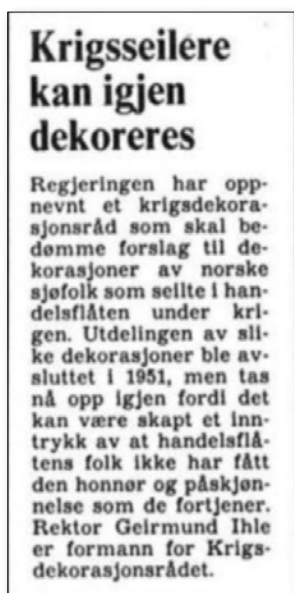 Krigsseilere
kan igjen
dekoreres
Regjeringen har opp-
nevnt et krigsdekora-
sjonsråd som skal be-
dømme forslag til de-
korasjoner av norske
sjøfolk som seilte i han-
delsflåten under kri-
gen. Utdelingen av sli-
ke dekorasjoner ble av-
sluttet i 1951, men tas
nå opp igjen fordi det
kan være skapt et inn-
trykk av at handelsflå-
tens folk ikke har fått
den honnør og påskjøn-
nelse som de fortjener.
Rektor Geirmund Ihle
er formann for Krigs-
dekorasjonsrådet.